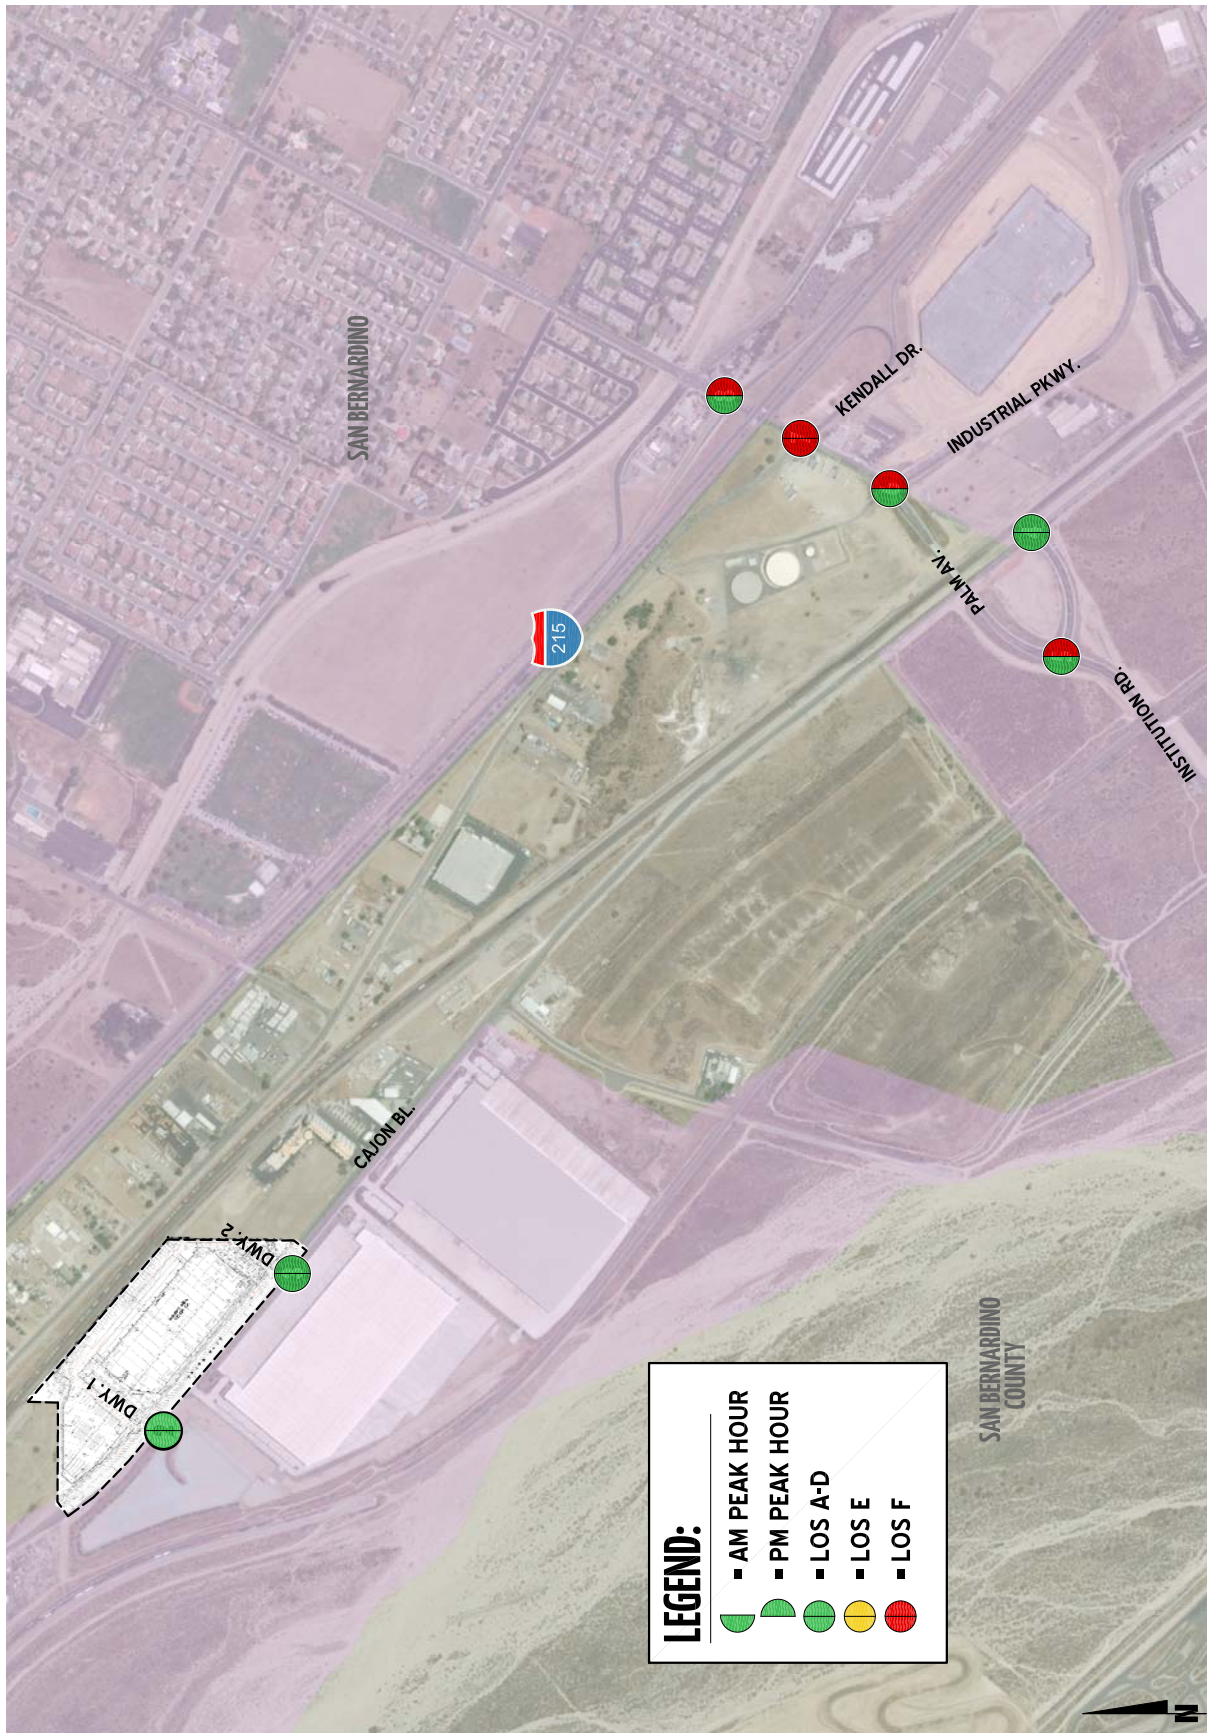 SAN BERNARDINO
215
KENDALL DR.
INDUSTRIAL PKWY.
PALM AV.
INSTITUTION RD.
CAJON BL.
DWY. 2
DWY. 1
SAN BERNARDINO
COUNTY
LEGEND:
- AM PEAK HOUR
- PM PEAK HOUR
- LOS A-D
- LOS E
- LOS F
N